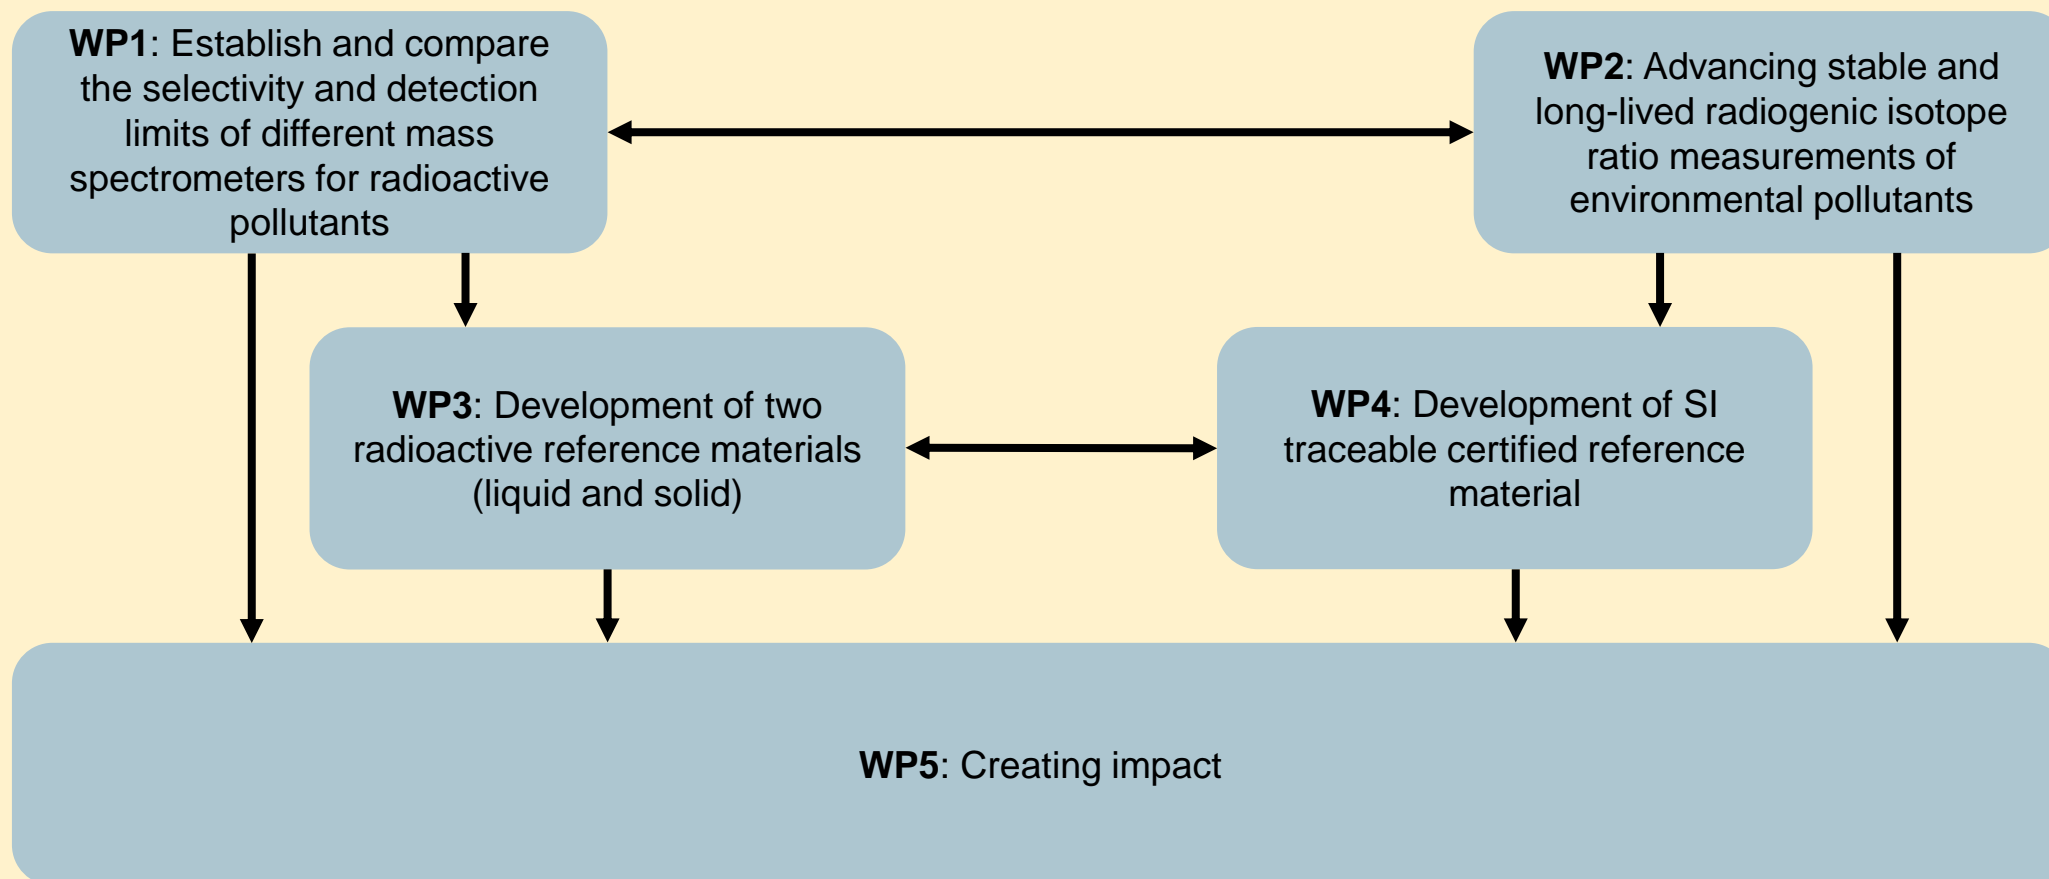 WP1: Establish and compare
the selectivity and detection
limits of different mass
spectrometers for radioactive
pollutants
WP2: Advancing stable and
long-lived radiogenic isotope
ratio measurements of
environmental pollutants
WP3: Development of two
radioactive reference materials
(liquid and solid)
WP4: Development of SI
traceable certified reference
material
WP5: Creating impact